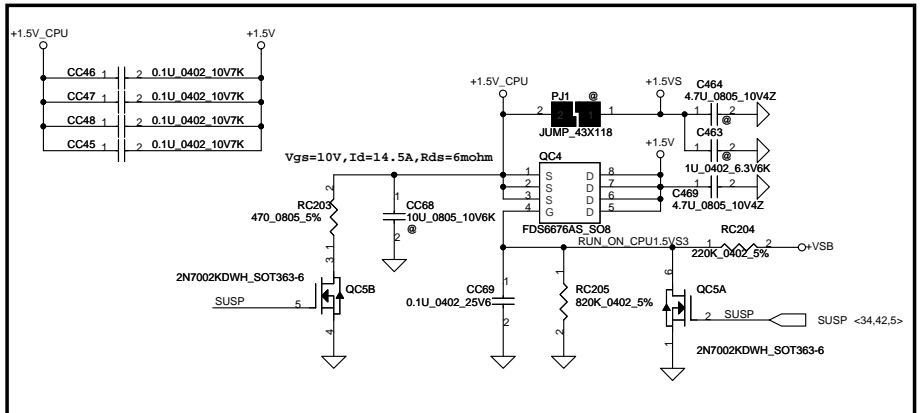 +1.5V_CPU +1.5V
CC46 1 2 0.1U_0402_10V7K
CC47 1 2 0.1U_0402_10V7K
CC48 1 2 0.1U_0402_10V7K
CC45 1 2 0.1U_0402_10V7K
+1.5V_CPU +1.5VS
PJ1 @
2 2 1 1
JUMP_43X118
C464
4.7U_0805_10V4Z
1 2
@
C463
1 2
@
1U_0402_6.3V6K
+1.5V
C469
1 2
4.7U_0805_10V4Z
Vgs=10V,Id=14.5A,Rds=6mohm
QC4
1 S D 8
2 S D 7
3 S D 6
4 G D 5
FDS6676AS_SO8
RC203
470_0805_5%
2
1
CC68
10U_0805_10V6K
@
1
2
RUN_ON_CPU1.5VS3
RC204
1 2
220K_0402_5%
+VSB
2N7002KDWH_SOT363-6
QC5B
SUSP 5
3
4
CC69
0.1U_0402_25V6
1
2
RC205
820K_0402_5%
1
2
QC5A
6
1
2 SUSP
SUSP <34,42,5>
2N7002KDWH_SOT363-6